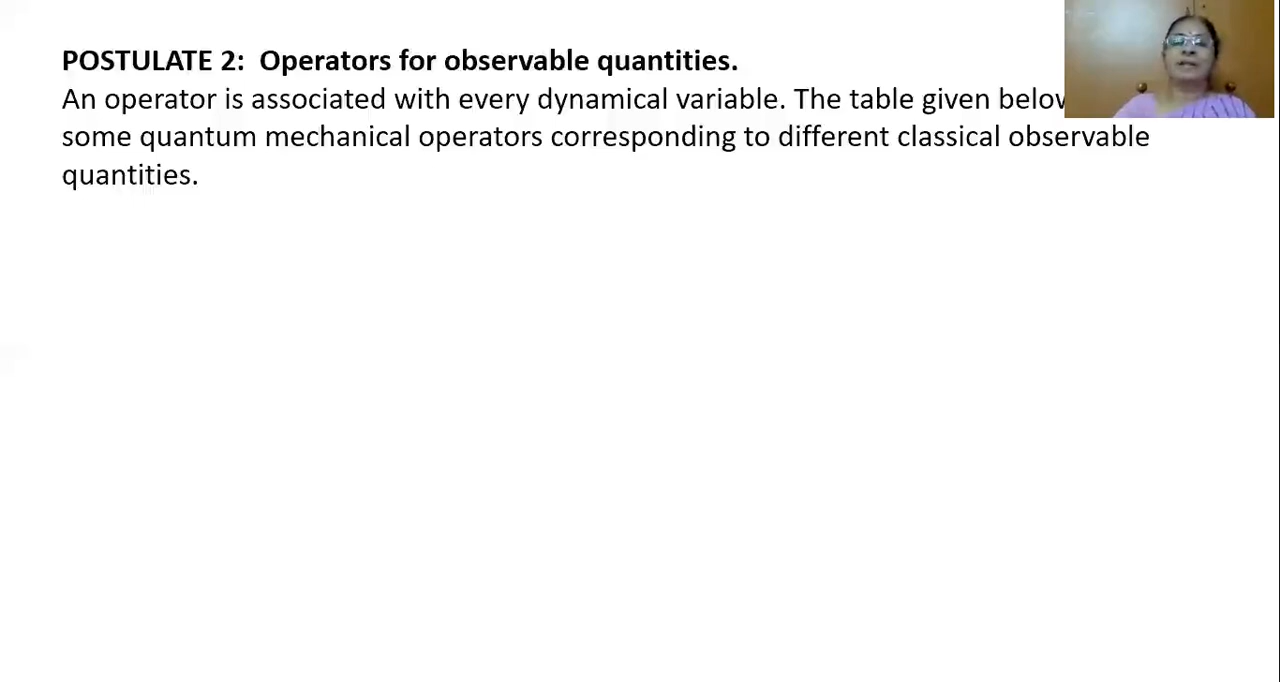 POSTULATE 2: Operators for observable quantities.
An operator is associated with every dynamical variable. The table given
some quantum mechanical operators corresponding to different classical observable
quantities.